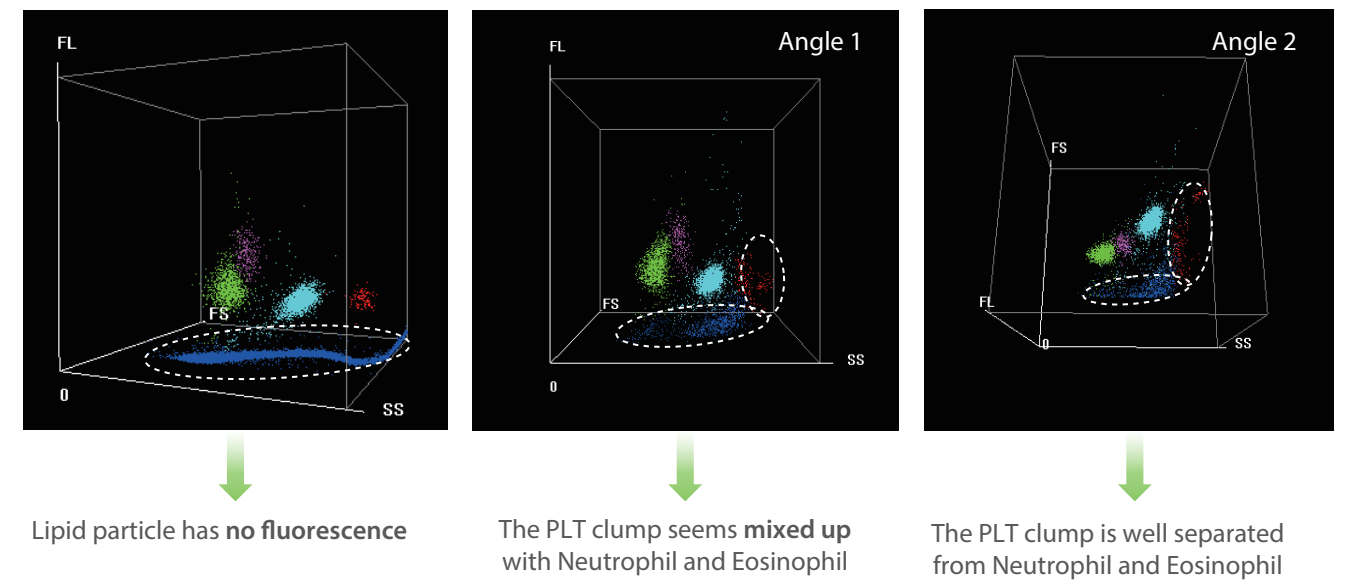 FL
FS
0
SS
Angle 1
FL
FS
0
SS
Angle 2
FS
FL
0
SS
Lipid particle has no fluorescence
The PLT clump seems mixed up
with Neutrophil and Eosinophil
The PLT clump is well separated
from Neutrophil and Eosinophil